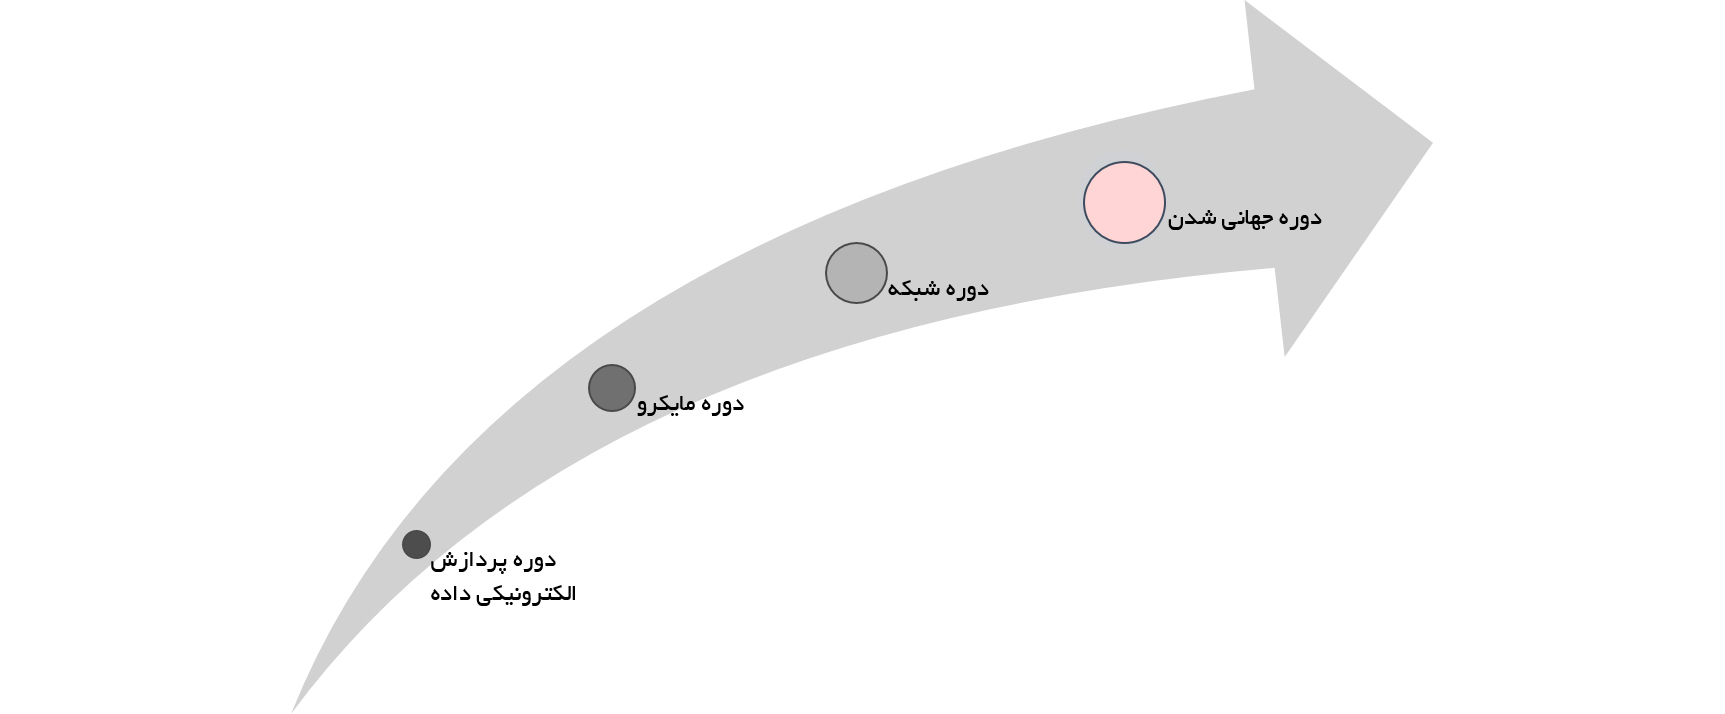 دوره جهانی شدن
دوره شبکه
دوره مایکرو
دوره پردازش
الکترونیکی داده